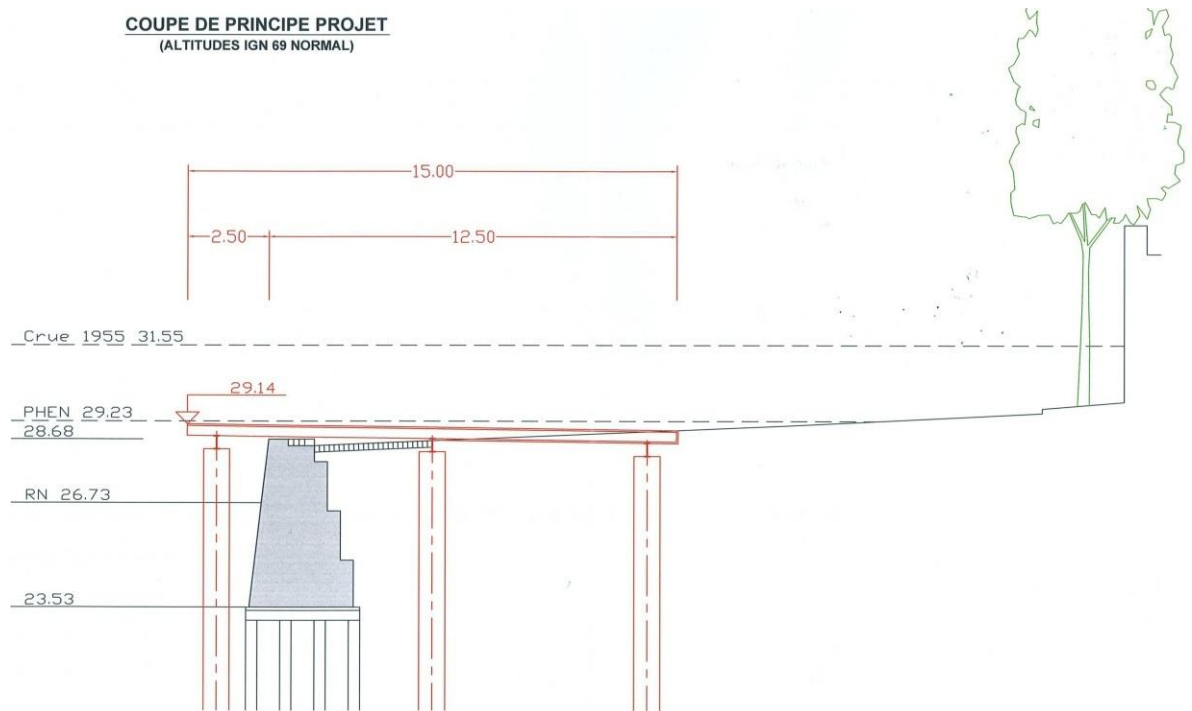 COUPE DE PRINCIPE PROJET
(ALTITUDES IGN 69 NORMAL)
15.00
2.50
12.50
Crue 1955 31.55
29.14
PHEN 29.23
28.68
RN 26.73
23.53